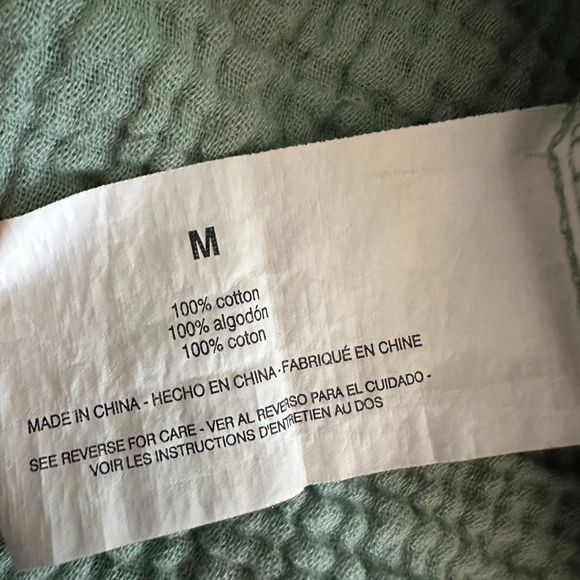 M
100% cotton
100% algodón
100% coton
MADE IN CHINA - HECHO EN CHINA - FABRIQUÉ EN CHINE
SEE REVERSE FOR CARE - VER AL REVERSO PARA EL CUIDADO -
VOIR LES INSTRUCTIONS D'ENTRETIEN AU DOS